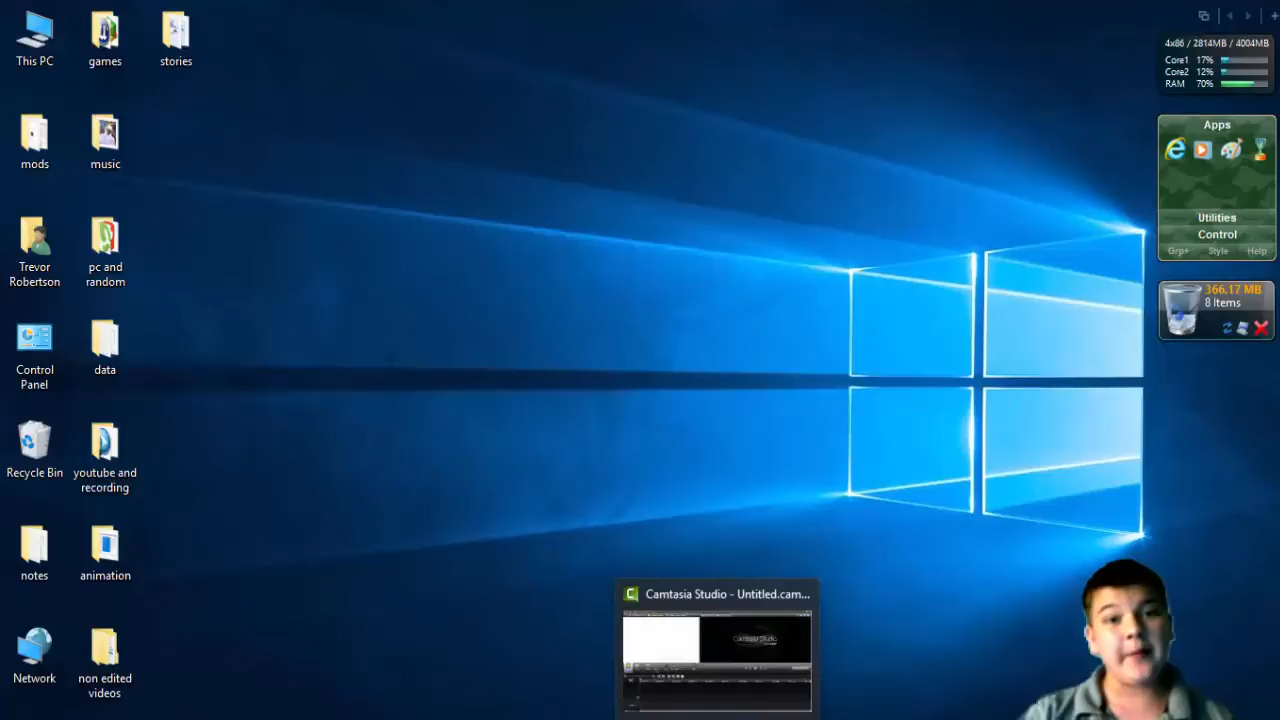 This PC
games
stories
mods
music
Trevor
Robertson
pc and
random
Control
Panel
data
Recycle Bin
youtube and
recording
notes
animation
Network
non edited
videos
4x86 / 2814MB / 4004MB
Core1 17%
Core2 12%
RAM 70%
Apps
Utilities
Control
Grp+ Style Help
366.17 MB
8 items
Camtasia Studio - Untitled.cam...
Camtasia Studio